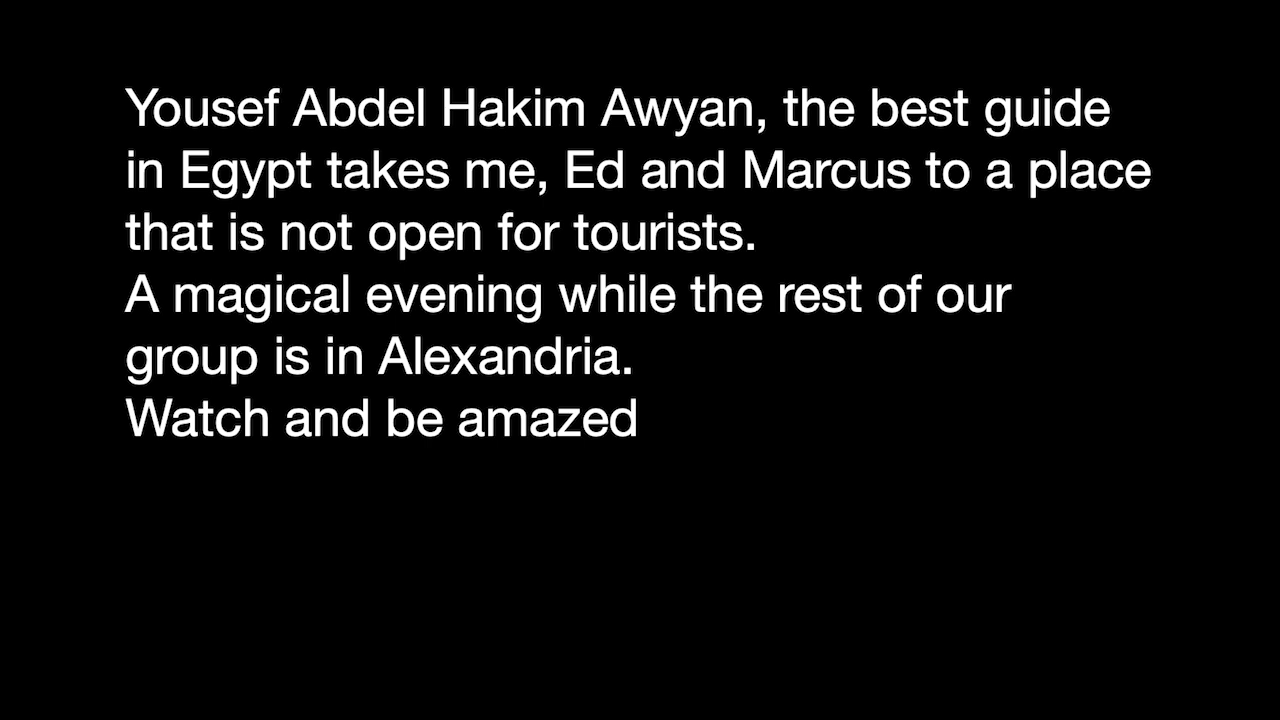 Yousef Abdel Hakim Awyan, the best guide
in Egypt takes me, Ed and Marcus to a place
that is not open for tourists.
A magical evening while the rest of our
group is in Alexandria.
Watch and be amazed